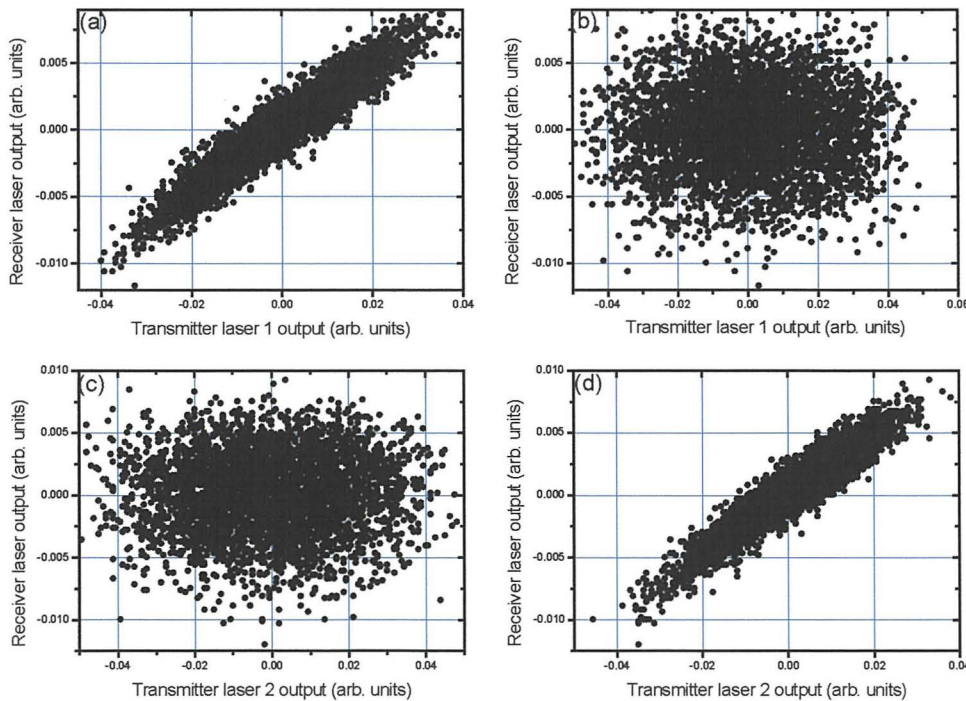 (a)
Receiver laser output (arb. units)
0.005
0.000
-0.005
-0.010
-0.04 -0.02 0.00 0.02 0.04
Transmitter laser 1 output (arb. units)
(b)
Receicer laser output (arb. units)
0.005
0.000
-0.005
-0.010
-0.04 -0.02 0.00 0.02 0.04 0.06
Transmitter laser 1 output (arb. units)
(c)
Receiver laser output (arb. units)
0.010
0.005
0.000
-0.005
-0.010
-0.04 -0.02 0.00 0.02 0.04
Transmitter laser 2 output (arb. units)
(d)
Receiver laser output (arb. units)
0.010
0.005
0.000
-0.005
-0.010
-0.04 -0.02 0.00 0.02 0.04
Transmitter laser 2 output (arb. units)